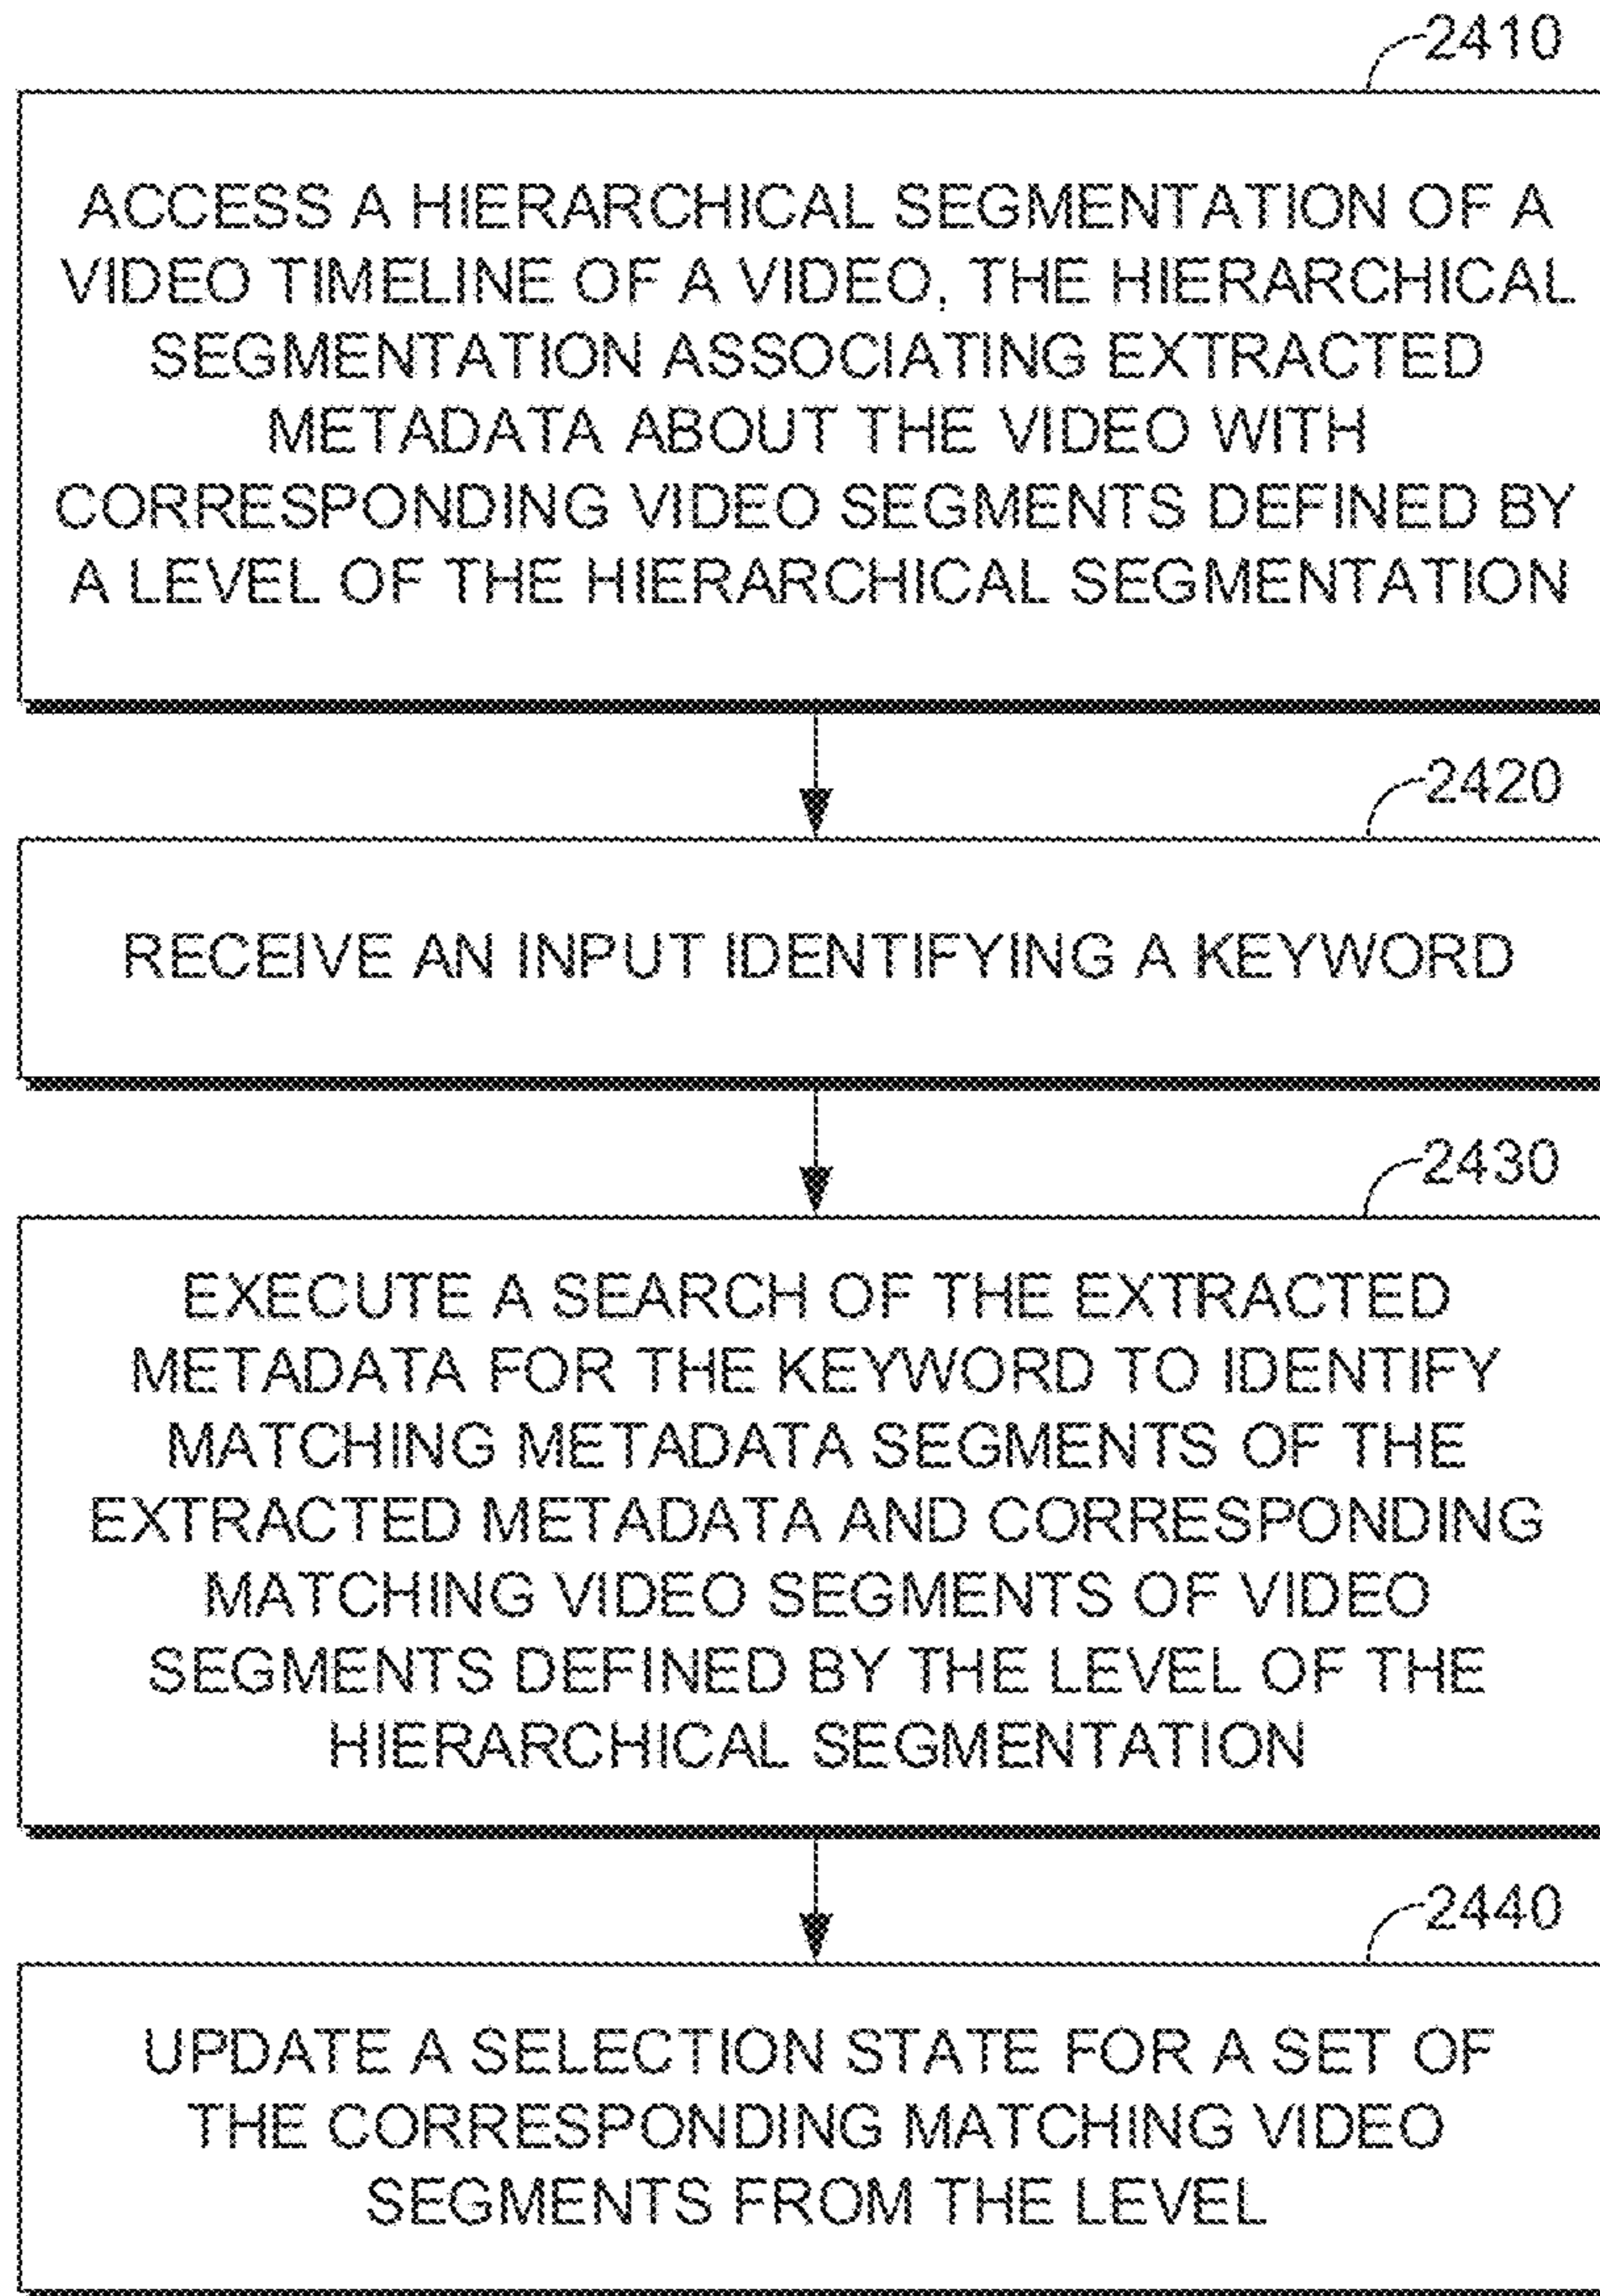 2410
ACCESS A HIERARCHICAL SEGMENTATION OF A
VIDEO TIMELINE OF A VIDEO, THE HIERARCHICAL
SEGMENTATION ASSOCIATING EXTRACTED
METADATA ABOUT THE VIDEO WITH
CORRESPONDING VIDEO SEGMENTS DEFINED BY
A LEVEL OF THE HIERARCHICAL SEGMENTATION
2420
RECEIVE AN INPUT IDENTIFYING A KEYWORD
2430
EXECUTE A SEARCH OF THE EXTRACTED
METADATA FOR THE KEYWORD TO IDENTIFY
MATCHING METADATA SEGMENTS OF THE
EXTRACTED METADATA AND CORRESPONDING
MATCHING VIDEO SEGMENTS OF VIDEO
SEGMENTS DEFINED BY THE LEVEL OF THE
HIERARCHICAL SEGMENTATION
2440
UPDATE A SELECTION STATE FOR A SET OF
THE CORRESPONDING MATCHING VIDEO
SEGMENTS FROM THE LEVEL